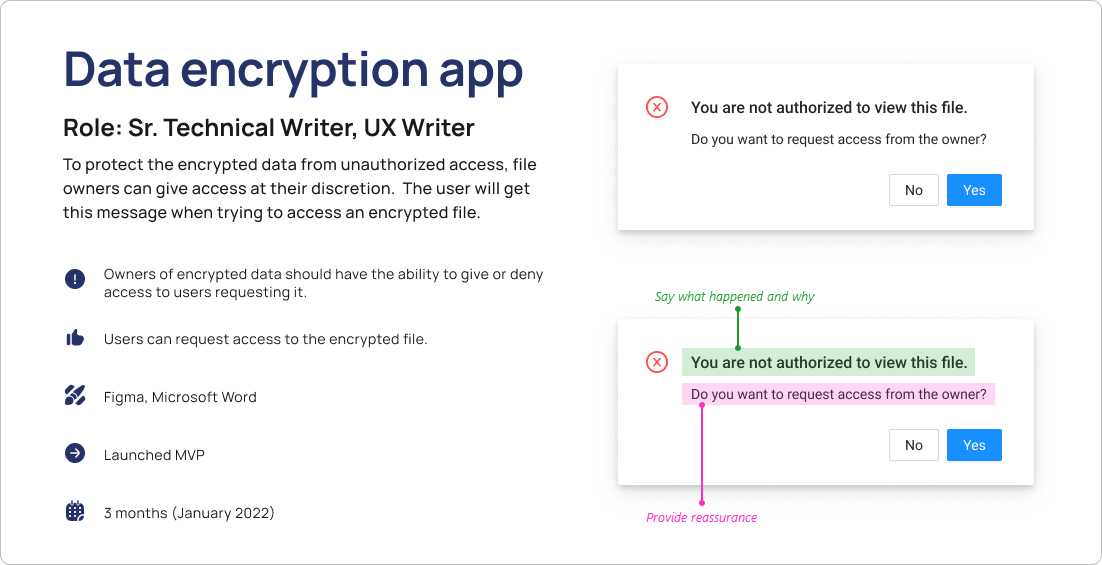 Data encryption app
Role: Sr. Technical Writer, UX Writer
To protect the encrypted data from unauthorized access, file
owners can give access at their discretion.  The user will get
this message when trying to access an encrypted file.
Owners of encrypted data should have the ability to give or deny
access to users requesting it.
Users can request access to the encrypted file.
Figma, Microsoft Word
Launched MVP
3 months (January 2022)
You are not authorized to view this file.
Do you want to request access from the owner?
No
Yes
Say what happened and why
You are not authorized to view this file.
Do you want to request access from the owner?
No
Yes
Provide reassurance